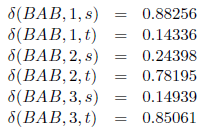 δ(BAB, 1, s) = 0.88256
δ(BAB, 1, t) = 0.14336
δ(BAB, 2, s) = 0.24398
δ(BAB, 2, t) = 0.78195
δ(BAB, 3, s) = 0.14939
δ(BAB, 3, t) = 0.85061